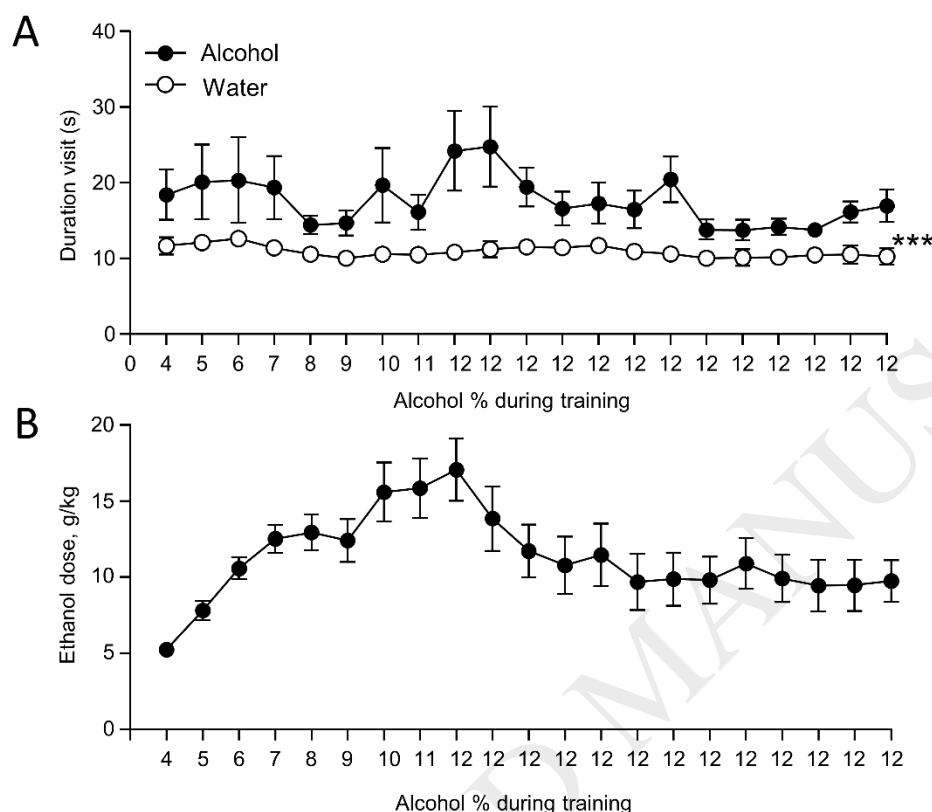 A
40
30
20
10
0
Duration visit (s)
Alcohol
Water
***
0 4 5 6 7 8 9 10 11 12 12 12 12 12 12 12 12 12 12 12 12 12
Alcohol % during training
B
20
15
10
5
0
Ethanol dose, g/kg
4 5 6 7 8 9 10 11 12 12 12 12 12 12 12 12 12 12 12 12 12
Alcohol % during training
D MANUS